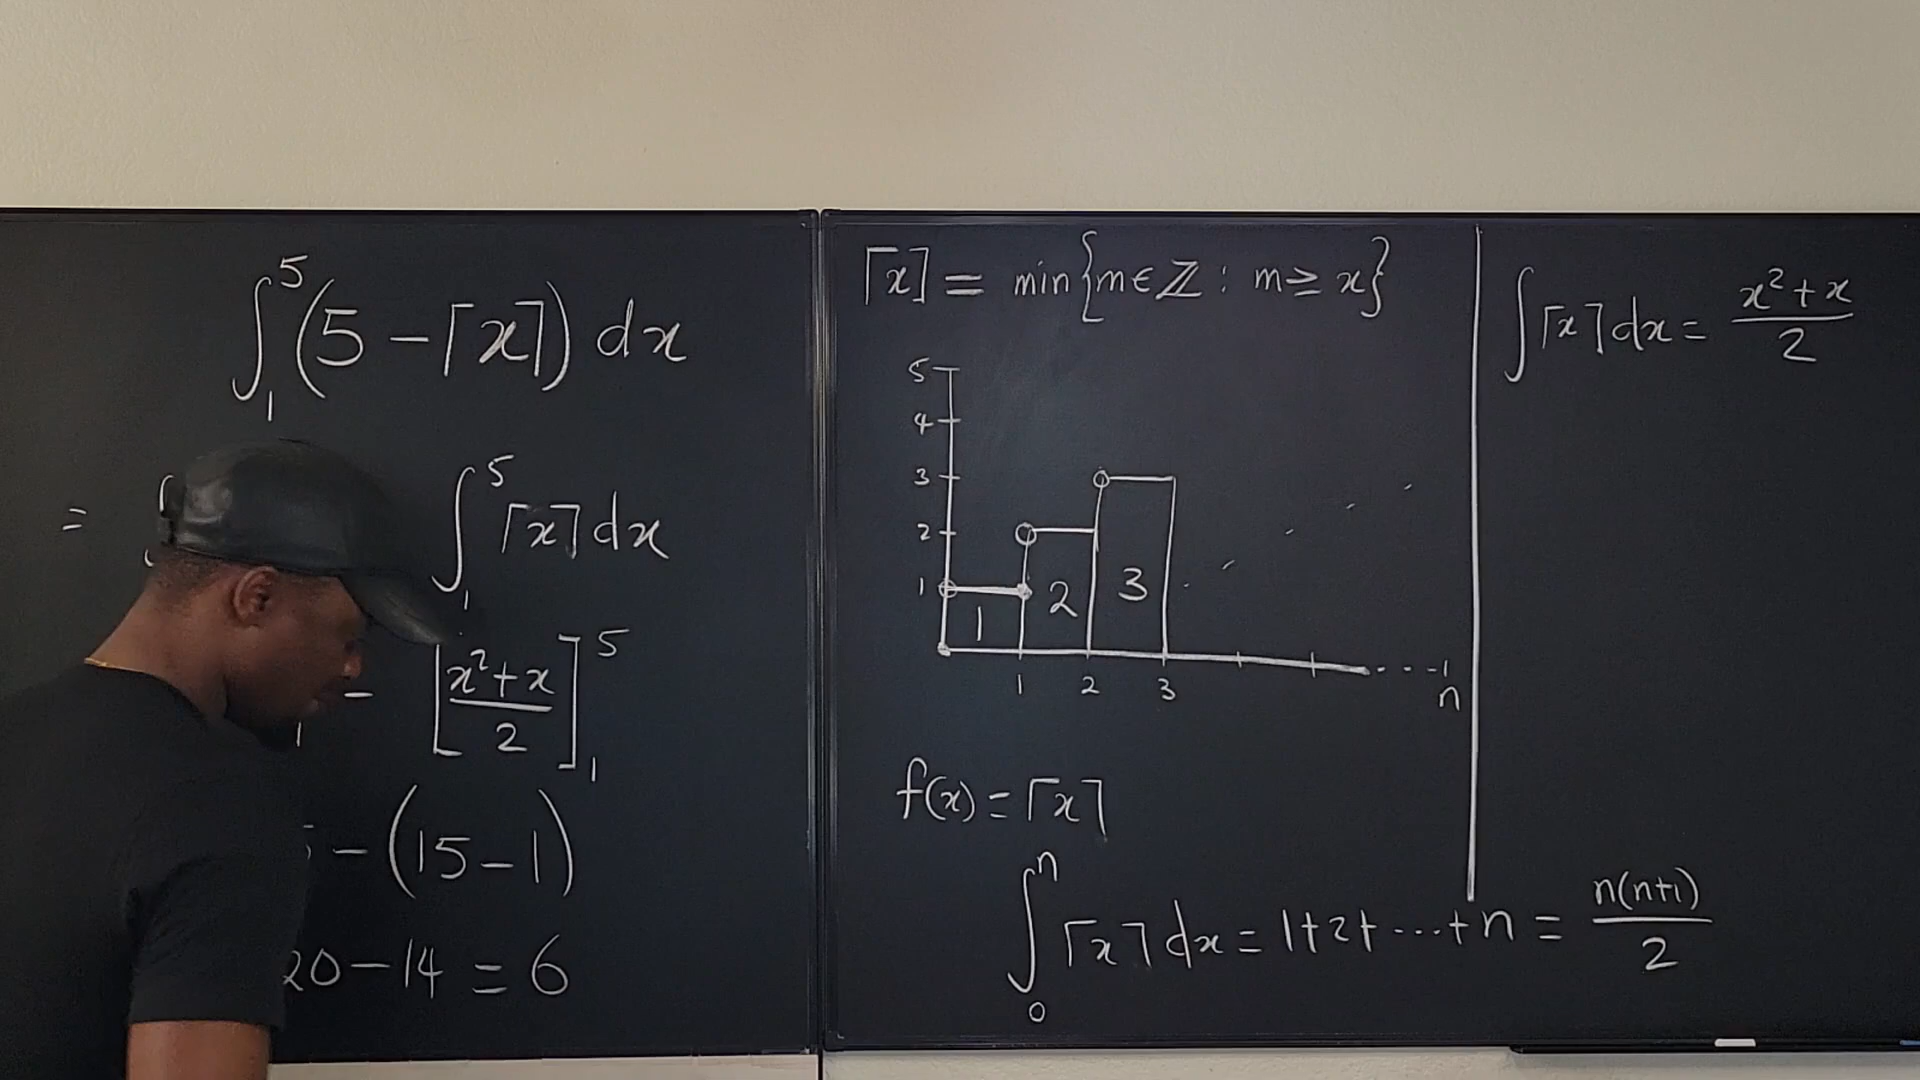 ∫₁⁵ (5 − ⌈x⌉) dx
= ∫ ∫₁⁵ ⌈x⌉ dx
₁ − [(x² + x)/2]₁⁵
− (15 − 1)
20 − 14 = 6
⌈x⌉ = min{m ∈ ℤ : m ≥ x}
5
4
3
2
1
1 2 3
1 2 3 n
f(x) = ⌈x⌉
∫₀ⁿ ⌈x⌉ dx = 1+2+ ⋯ + n = n(n+1)/2
∫ ⌈x⌉ dx = (x² + x)/2